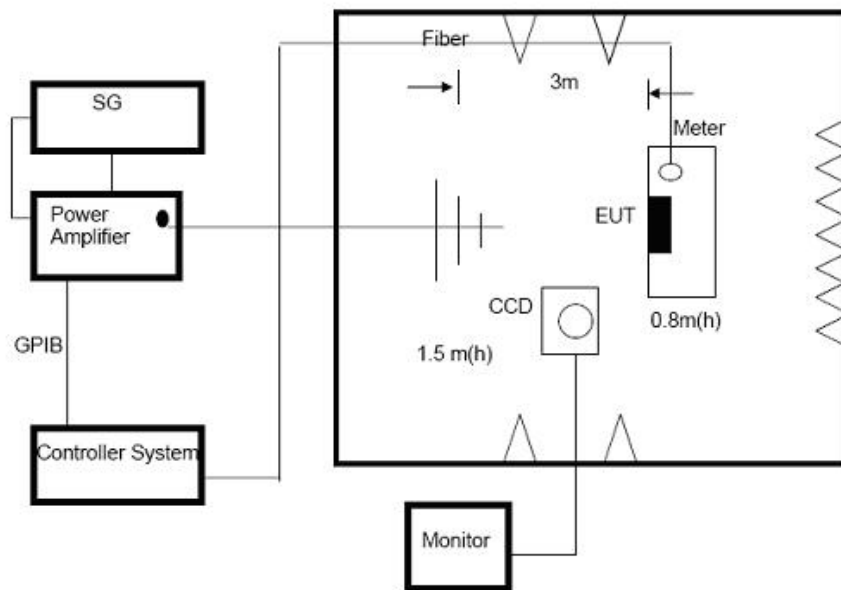 Fiber
3m
SG
Meter
Power
Amplifier
EUT
CCD
0.8m(h)
GPIB
1.5 m(h)
Controller System
Monitor